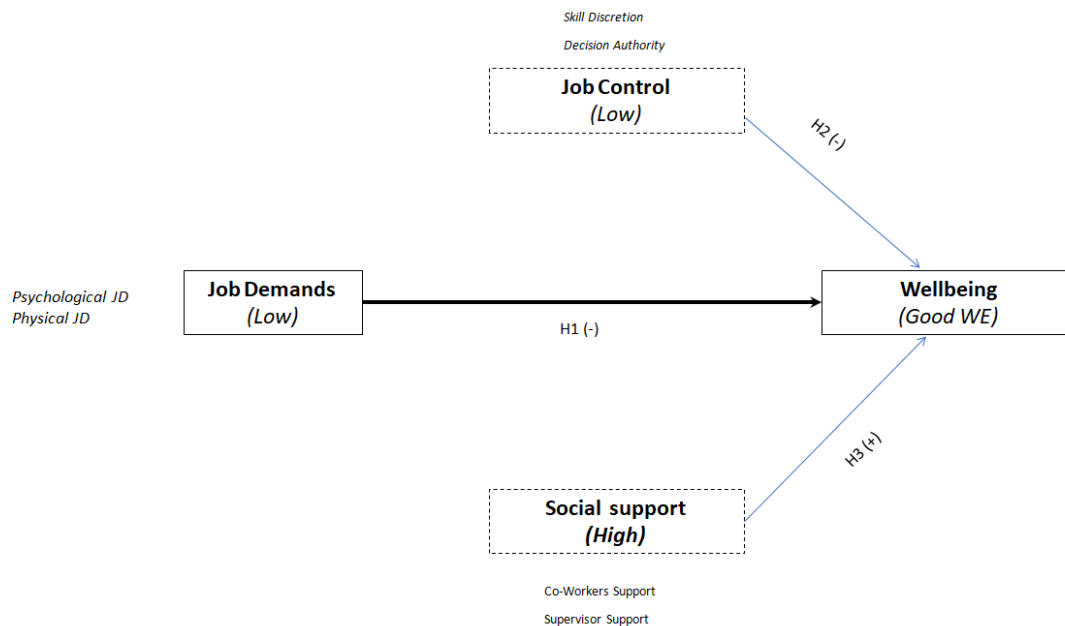 Skill Discretion
Decision Authority
Job Control
(Low)
H2 (-)
Psychological JD
Physical JD
Job Demands
(Low)
H1 (-)
Wellbeing
(Good WE)
H3 (+)
Social support
(High)
Co-Workers Support
Supervisor Support